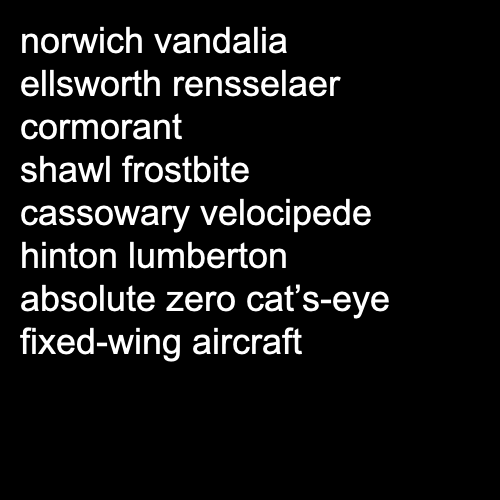 norwich vandalia
ellsworth rensselaer
cormorant
shawl frostbite
cassowary velocipede
hinton lumberton
absolute zero cat’s-eye
fixed-wing aircraft